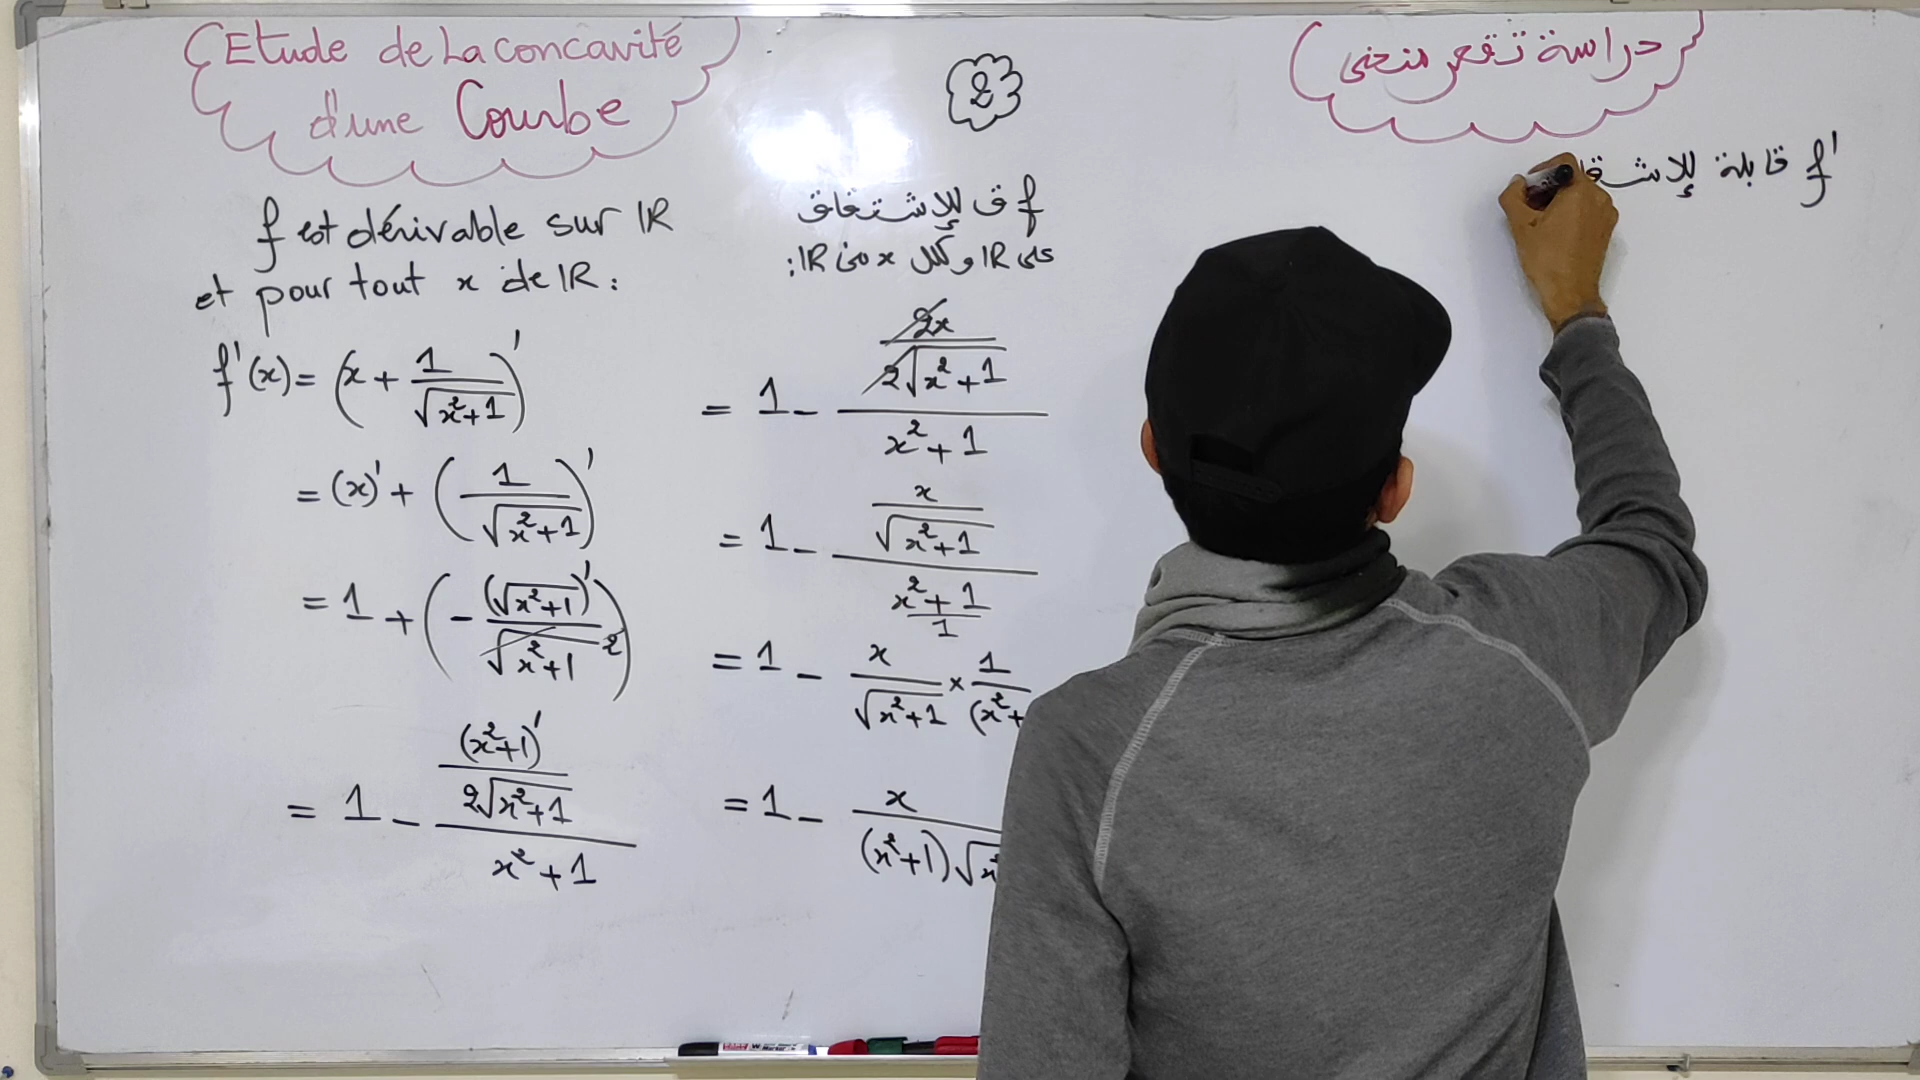 Etude de La concavité
d'une Courbe
2
دراسة تقعر منحنى
f est dérivable sur IR
et pour tout x de IR :
f'(x) = (x + 1/√(x²+1))'
= (x)' + (1/√(x²+1))'
= 1 + (- (√(x²+1))'/√(x²+1)²)
= 1 - ((x²+1)'/(2√(x²+1)))/(x²+1)
f ق للإشتقاق
على IR و لكل x من IR:
= 1 - (2x/(2√(x²+1)))/(x²+1)
= 1 - (x/√(x²+1))/((x²+1)/1)
= 1 - x/√(x²+1) × 1/(x²+
= 1 - x/((x²+1)√x²
f' قابلة للإشتقا